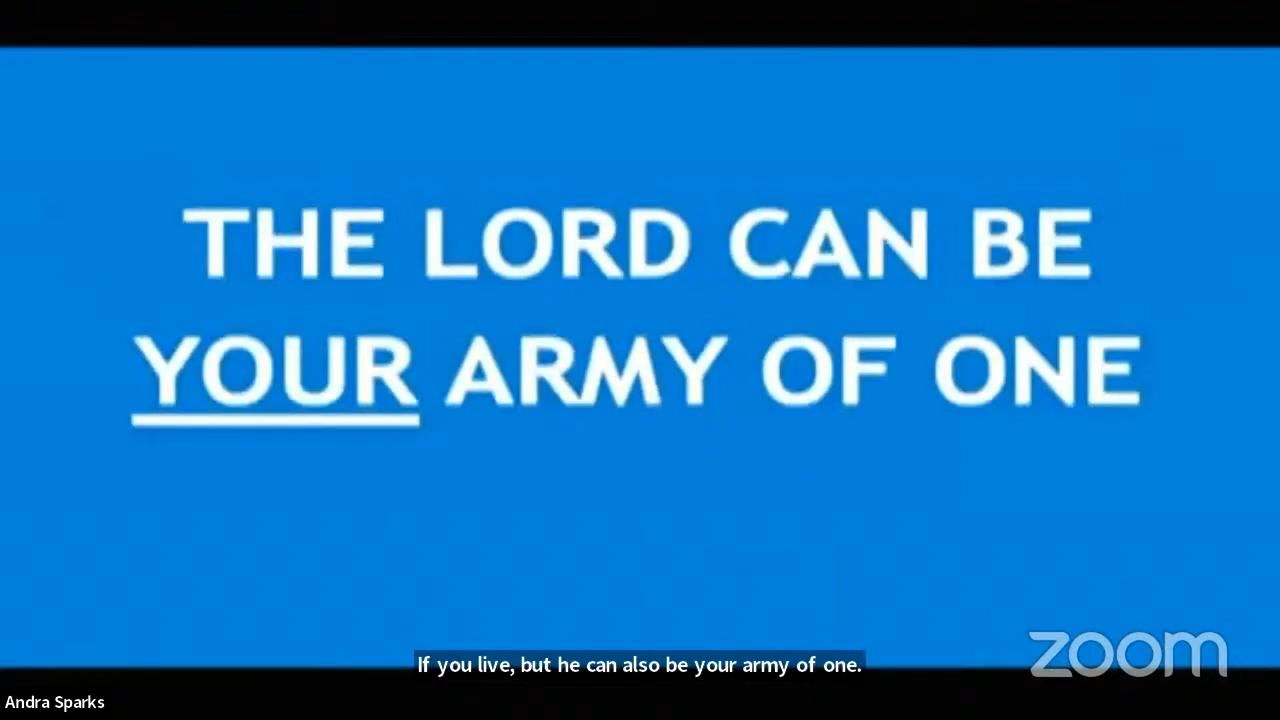 THE LORD CAN BE
YOUR ARMY OF ONE
zoom
If you live, but he can also be your army of one.
Andra Sparks